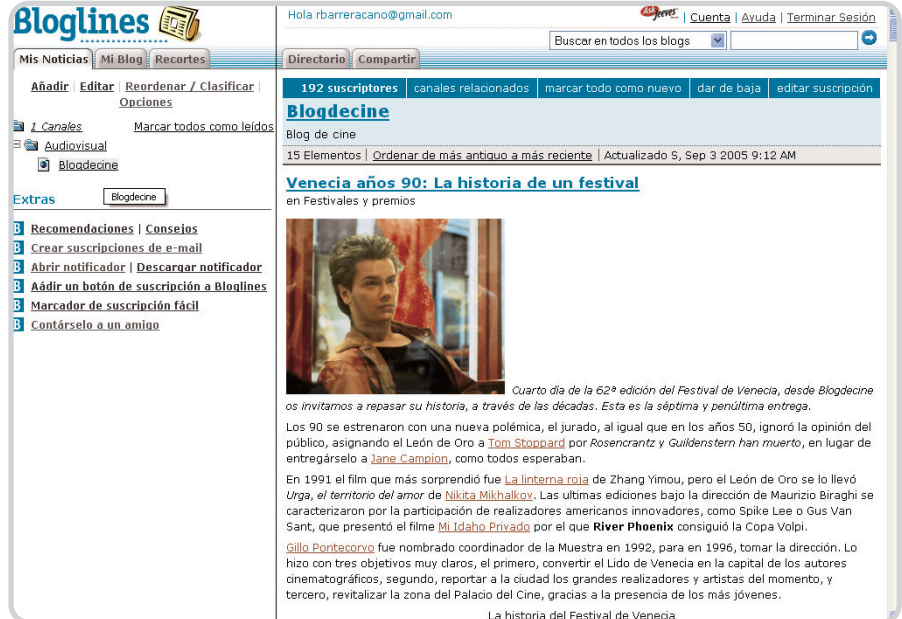 Bloglines
Hola rbarreracano@gmail.com
Ask Jeeves | Cuenta | Ayuda | Terminar Sesión
Buscar en todos los blogs
Mis Noticias Mi Blog Recortes
Directorio Compartir
Añadir | Editar | Reordenar / Clasificar |
Opciones
1 Canales Marcar todos como leídos
Audiovisual
Blogdecine
Blogdecine
Extras
Recomendaciones | Consejos
Crear suscripciones de e-mail
Abrir notificador | Descargar notificador
Aádir un botón de suscripción a Bloglines
Marcador de suscripción fácil
Contárselo a un amigo
192 suscriptores canales relacionados marcar todo como nuevo dar de baja editar suscripción
Blogdecine
Blog de cine
15 Elementos | Ordenar de más antiguo a más reciente | Actualizado S, Sep 3 2005 9:12 AM
Venecia años 90: La historia de un festival
en Festivales y premios
Cuarto día de la 62ª edición del Festival de Venecia, desde Blogdecine
os invitamos a repasar su historia, a través de las décadas. Esta es la séptima y penúltima entrega.
Los 90 se estrenaron con una nueva polémica, el jurado, al igual que en los años 50, ignoró la opinión del
público, asignando el León de Oro a Tom Stoppard por Rosencrantz y Guildenstern han muerto, en lugar de
entregárselo a Jane Campion, como todos esperaban.
En 1991 el film que más sorprendió fue La linterna roja de Zhang Yimou, pero el León de Oro se lo llevó
Urga, el territorio del amor de Nikita Mikhalkov. Las ultimas ediciones bajo la dirección de Maurizio Biraghi se
caracterizaron por la participación de realizadores americanos innovadores, como Spike Lee o Gus Van
Sant, que presentó el filme Mi Idaho Privado por el que River Phoenix consiguió la Copa Volpi.
Gillo Pontecorvo fue nombrado coordinador de la Muestra en 1992, para en 1996, tomar la dirección. Lo
hizo con tres objetivos muy claros, el primero, convertir el Lido de Venecia en la capital de los autores
cinematográficos, segundo, reportar a la ciudad los grandes realizadores y artistas del momento, y
tercero, revitalizar la zona del Palacio del Cine, gracias a la presencia de los más jóvenes.
La historia del Festival de Venecia